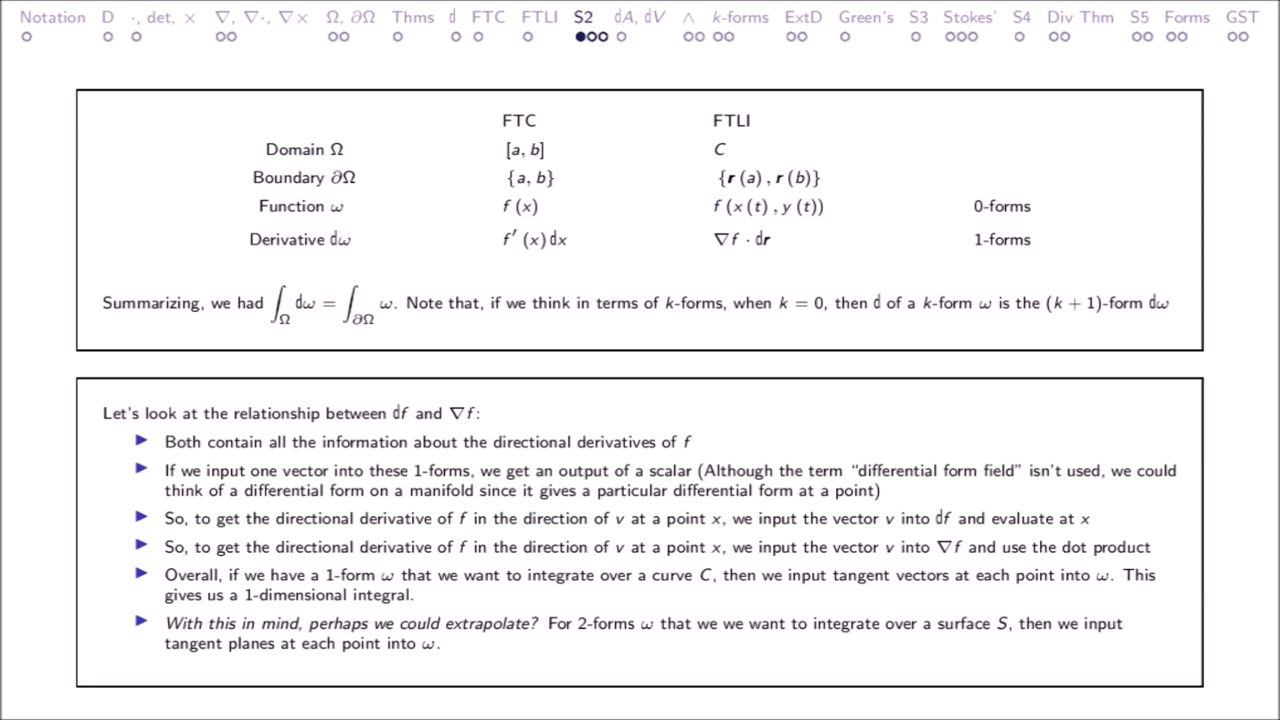 Notation D ·, det, × ∇, ∇·, ∇× Ω, ∂Ω Thms d FTC FTLI S2 dA, dV ∧ k-forms ExtD Green's S3 Stokes' S4 Div Thm S5 Forms GST
FTC FTLI
Domain Ω [a, b] C
Boundary ∂Ω {a, b} {r (a) , r (b)}
Function ω f (x) f (x (t) , y (t)) 0-forms
Derivative dω f′ (x) dx ∇f · dr 1-forms
Summarizing, we had ∫_Ω dω = ∫_∂Ω ω. Note that, if we think in terms of k-forms, when k = 0, then d of a k-form ω is the (k + 1)-form dω
Let's look at the relationship between df and ∇f:
▶ Both contain all the information about the directional derivatives of f
▶ If we input one vector into these 1-forms, we get an output of a scalar (Although the term “differential form field” isn't used, we could
think of a differential form on a manifold since it gives a particular differential form at a point)
▶ So, to get the directional derivative of f in the direction of v at a point x, we input the vector v into df and evaluate at x
▶ So, to get the directional derivative of f in the direction of v at a point x, we input the vector v into ∇f and use the dot product
▶ Overall, if we have a 1-form ω that we want to integrate over a curve C, then we input tangent vectors at each point into ω. This
gives us a 1-dimensional integral.
▶ With this in mind, perhaps we could extrapolate? For 2-forms ω that we we want to integrate over a surface S, then we input
tangent planes at each point into ω.